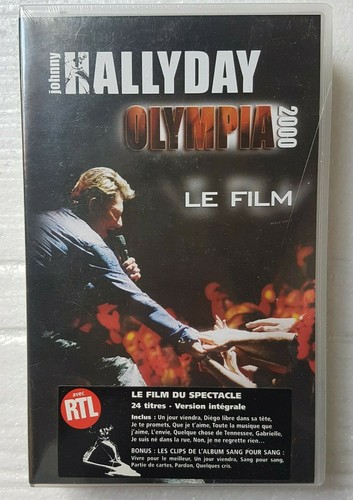 johnny
HALLYDAY
OLYMPIA 2000
LE FILM
avec
RTL
LE FILM DU SPECTACLE
24 titres - Version intégrale
Inclus : Un jour viendra, Diégo libre dans sa tête,
Je te promets, Que je t'aime, Toute la musique que
j'aime, L'envie, Quelque chose de Tennessee, Gabrielle,
Je suis né dans la rue, Non, je ne regrette rien...
BONUS : LES CLIPS DE L'ALBUM SANG POUR SANG :
Vivre pour le meilleur, Un jour viendra, Sang pour sang,
Partie de cartes, Pardon, Quelques cris.